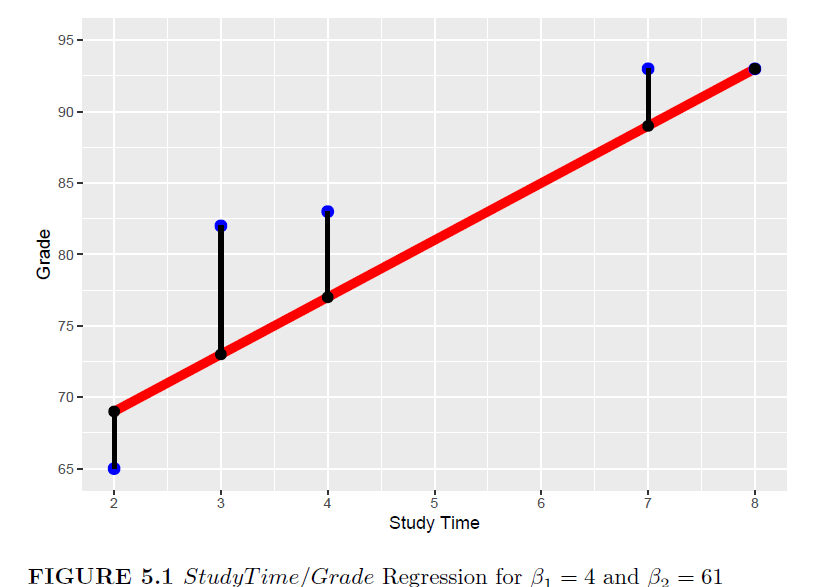 95
90
85
80
75
70
65
Grade
2 3 4 5 6 7 8
Study Time
FIGURE 5.1 StudyTime/Grade Regression for β₁ = 4 and β₂ = 61